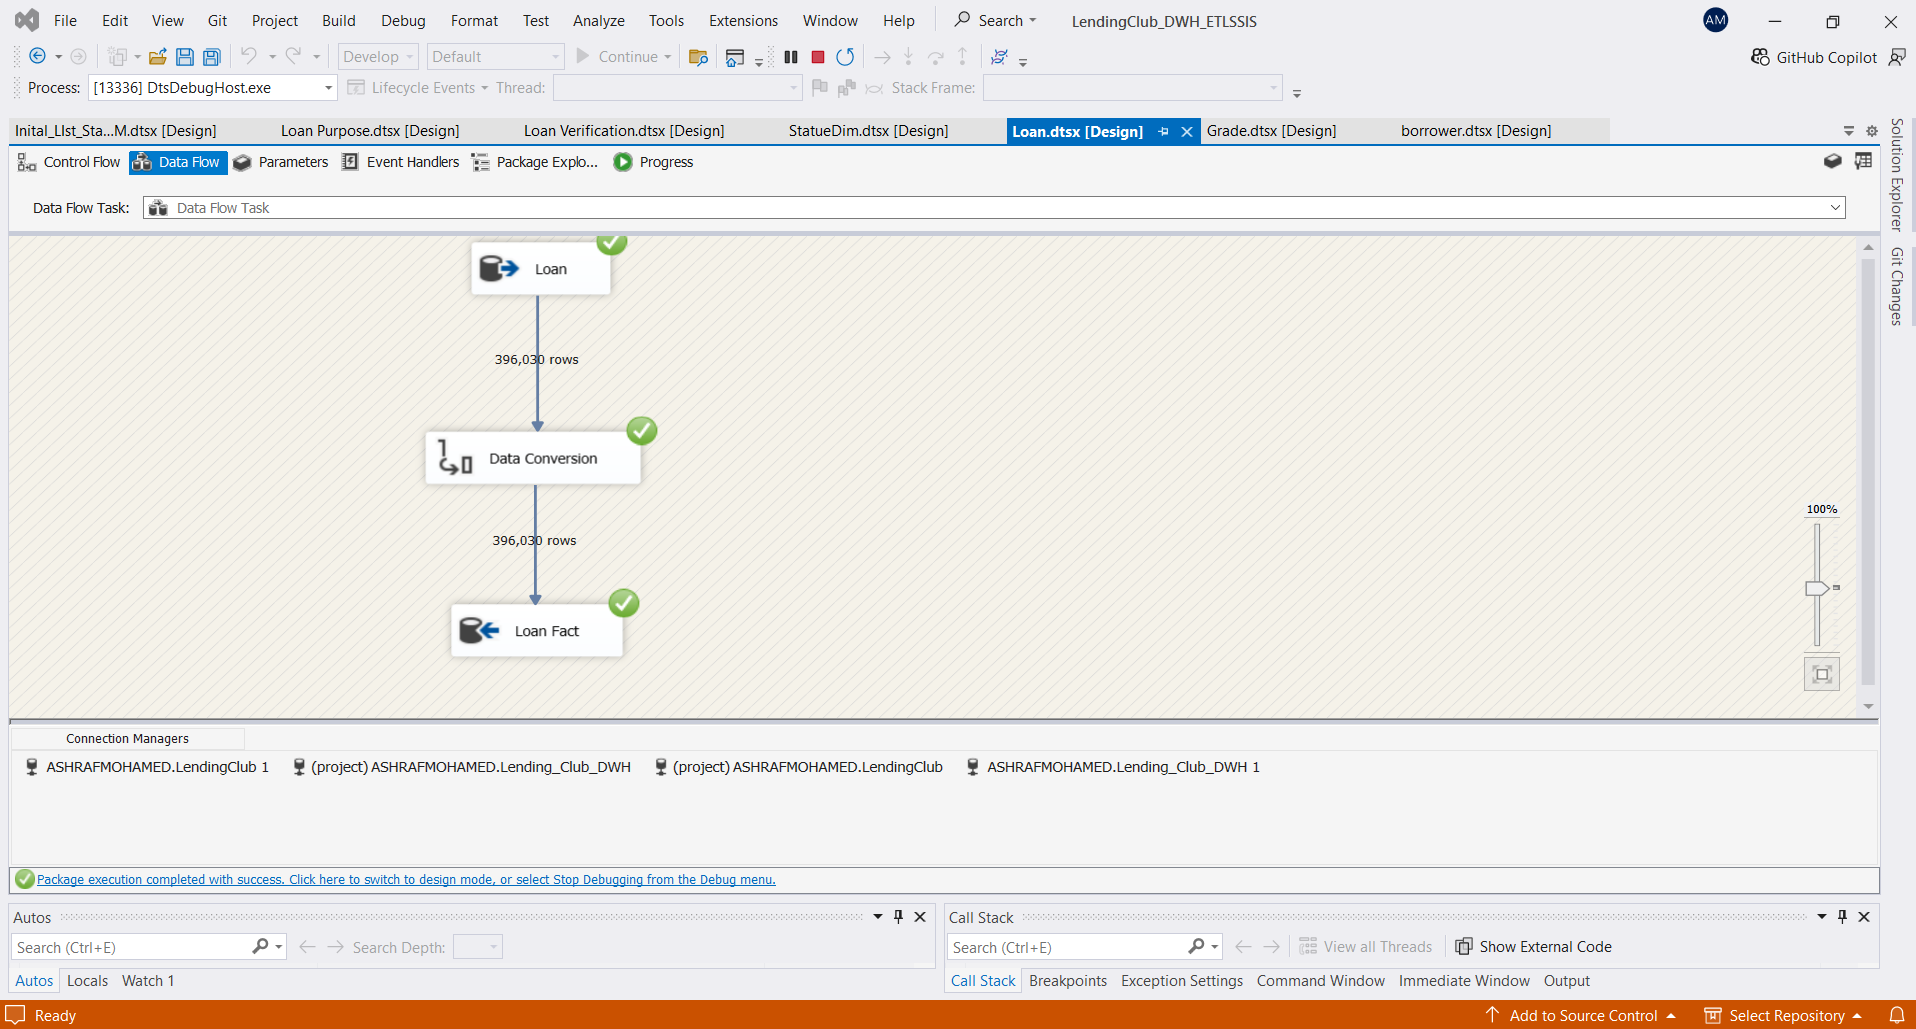 File Edit View Git Project Build Debug Format Test Analyze Tools Extensions Window Help Search LendingClub_DWH_ETLSSIS AM
Develop Default Continue GitHub Copilot
Process: [13336] DtsDebugHost.exe Lifecycle Events Thread: Stack Frame:
Inital_LIst_Sta...M.dtsx [Design] Loan Purpose.dtsx [Design] Loan Verification.dtsx [Design] StatueDim.dtsx [Design] Loan.dtsx [Design] Grade.dtsx [Design] borrower.dtsx [Design]
Control Flow Data Flow Parameters Event Handlers Package Explo... Progress
Data Flow Task: Data Flow Task
Solution Explorer
Git Changes
Loan
396,030 rows
Data Conversion
396,030 rows
Loan Fact
100%
Connection Managers
ASHRAFMOHAMED.LendingClub 1 (project) ASHRAFMOHAMED.Lending_Club_DWH (project) ASHRAFMOHAMED.LendingClub ASHRAFMOHAMED.Lending_Club_DWH 1
Package execution completed with success. Click here to switch to design mode, or select Stop Debugging from the Debug menu.
Autos
Search (Ctrl+E) Search Depth:
Autos Locals Watch 1
Call Stack
Search (Ctrl+E) View all Threads Show External Code
Call Stack Breakpoints Exception Settings Command Window Immediate Window Output
Ready Add to Source Control Select Repository